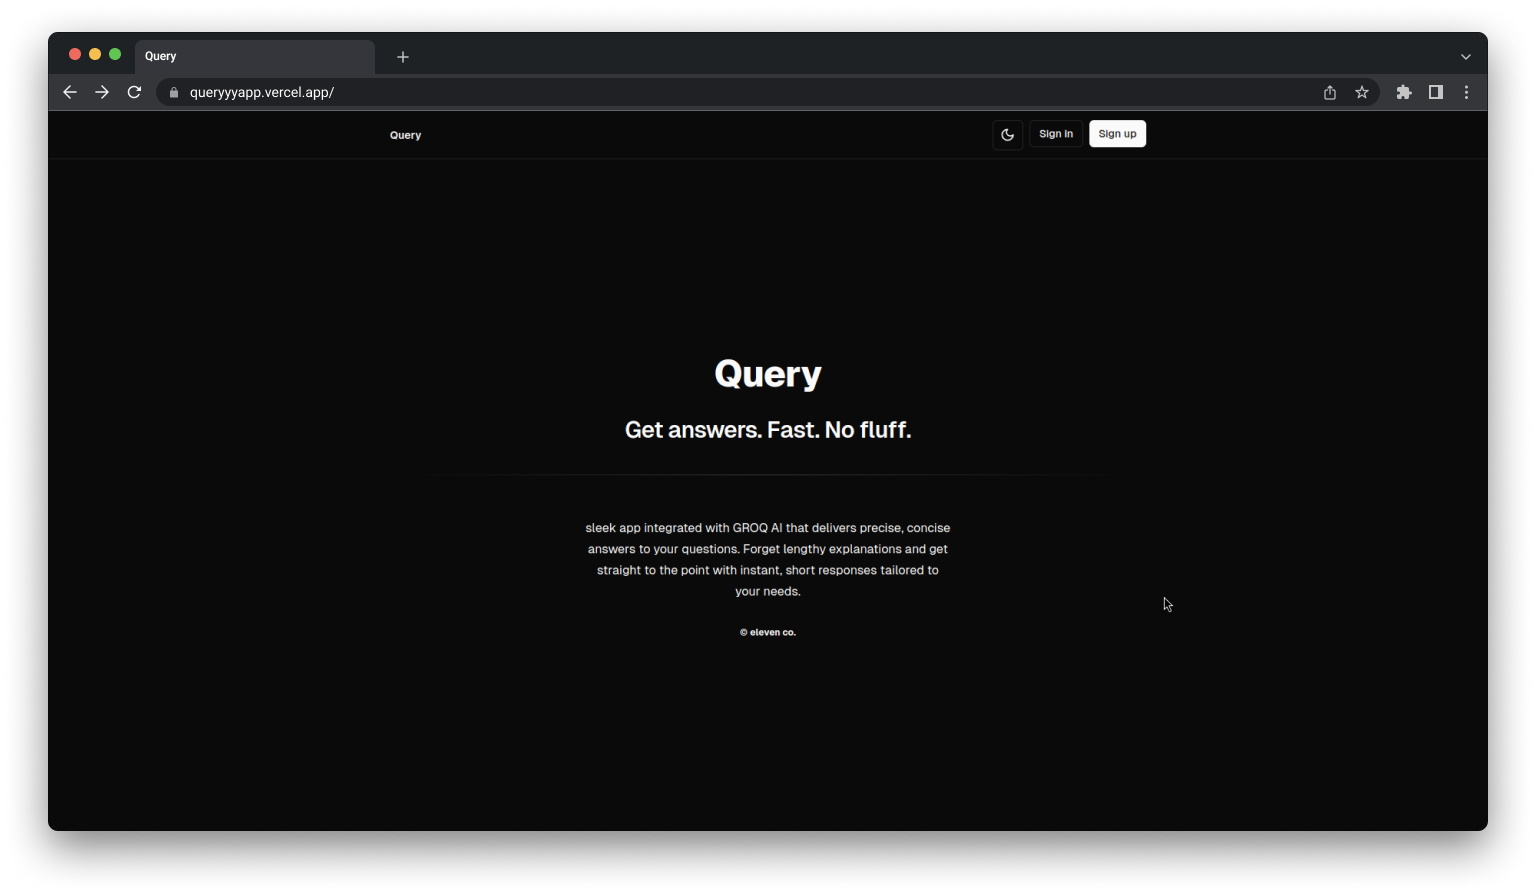 Query
queryyyapp.vercel.app/
Query
Sign in
Sign up
Query
Get answers. Fast. No fluff.
sleek app integrated with GROQ AI that delivers precise, concise
answers to your questions. Forget lengthy explanations and get
straight to the point with instant, short responses tailored to
your needs.
© eleven co.